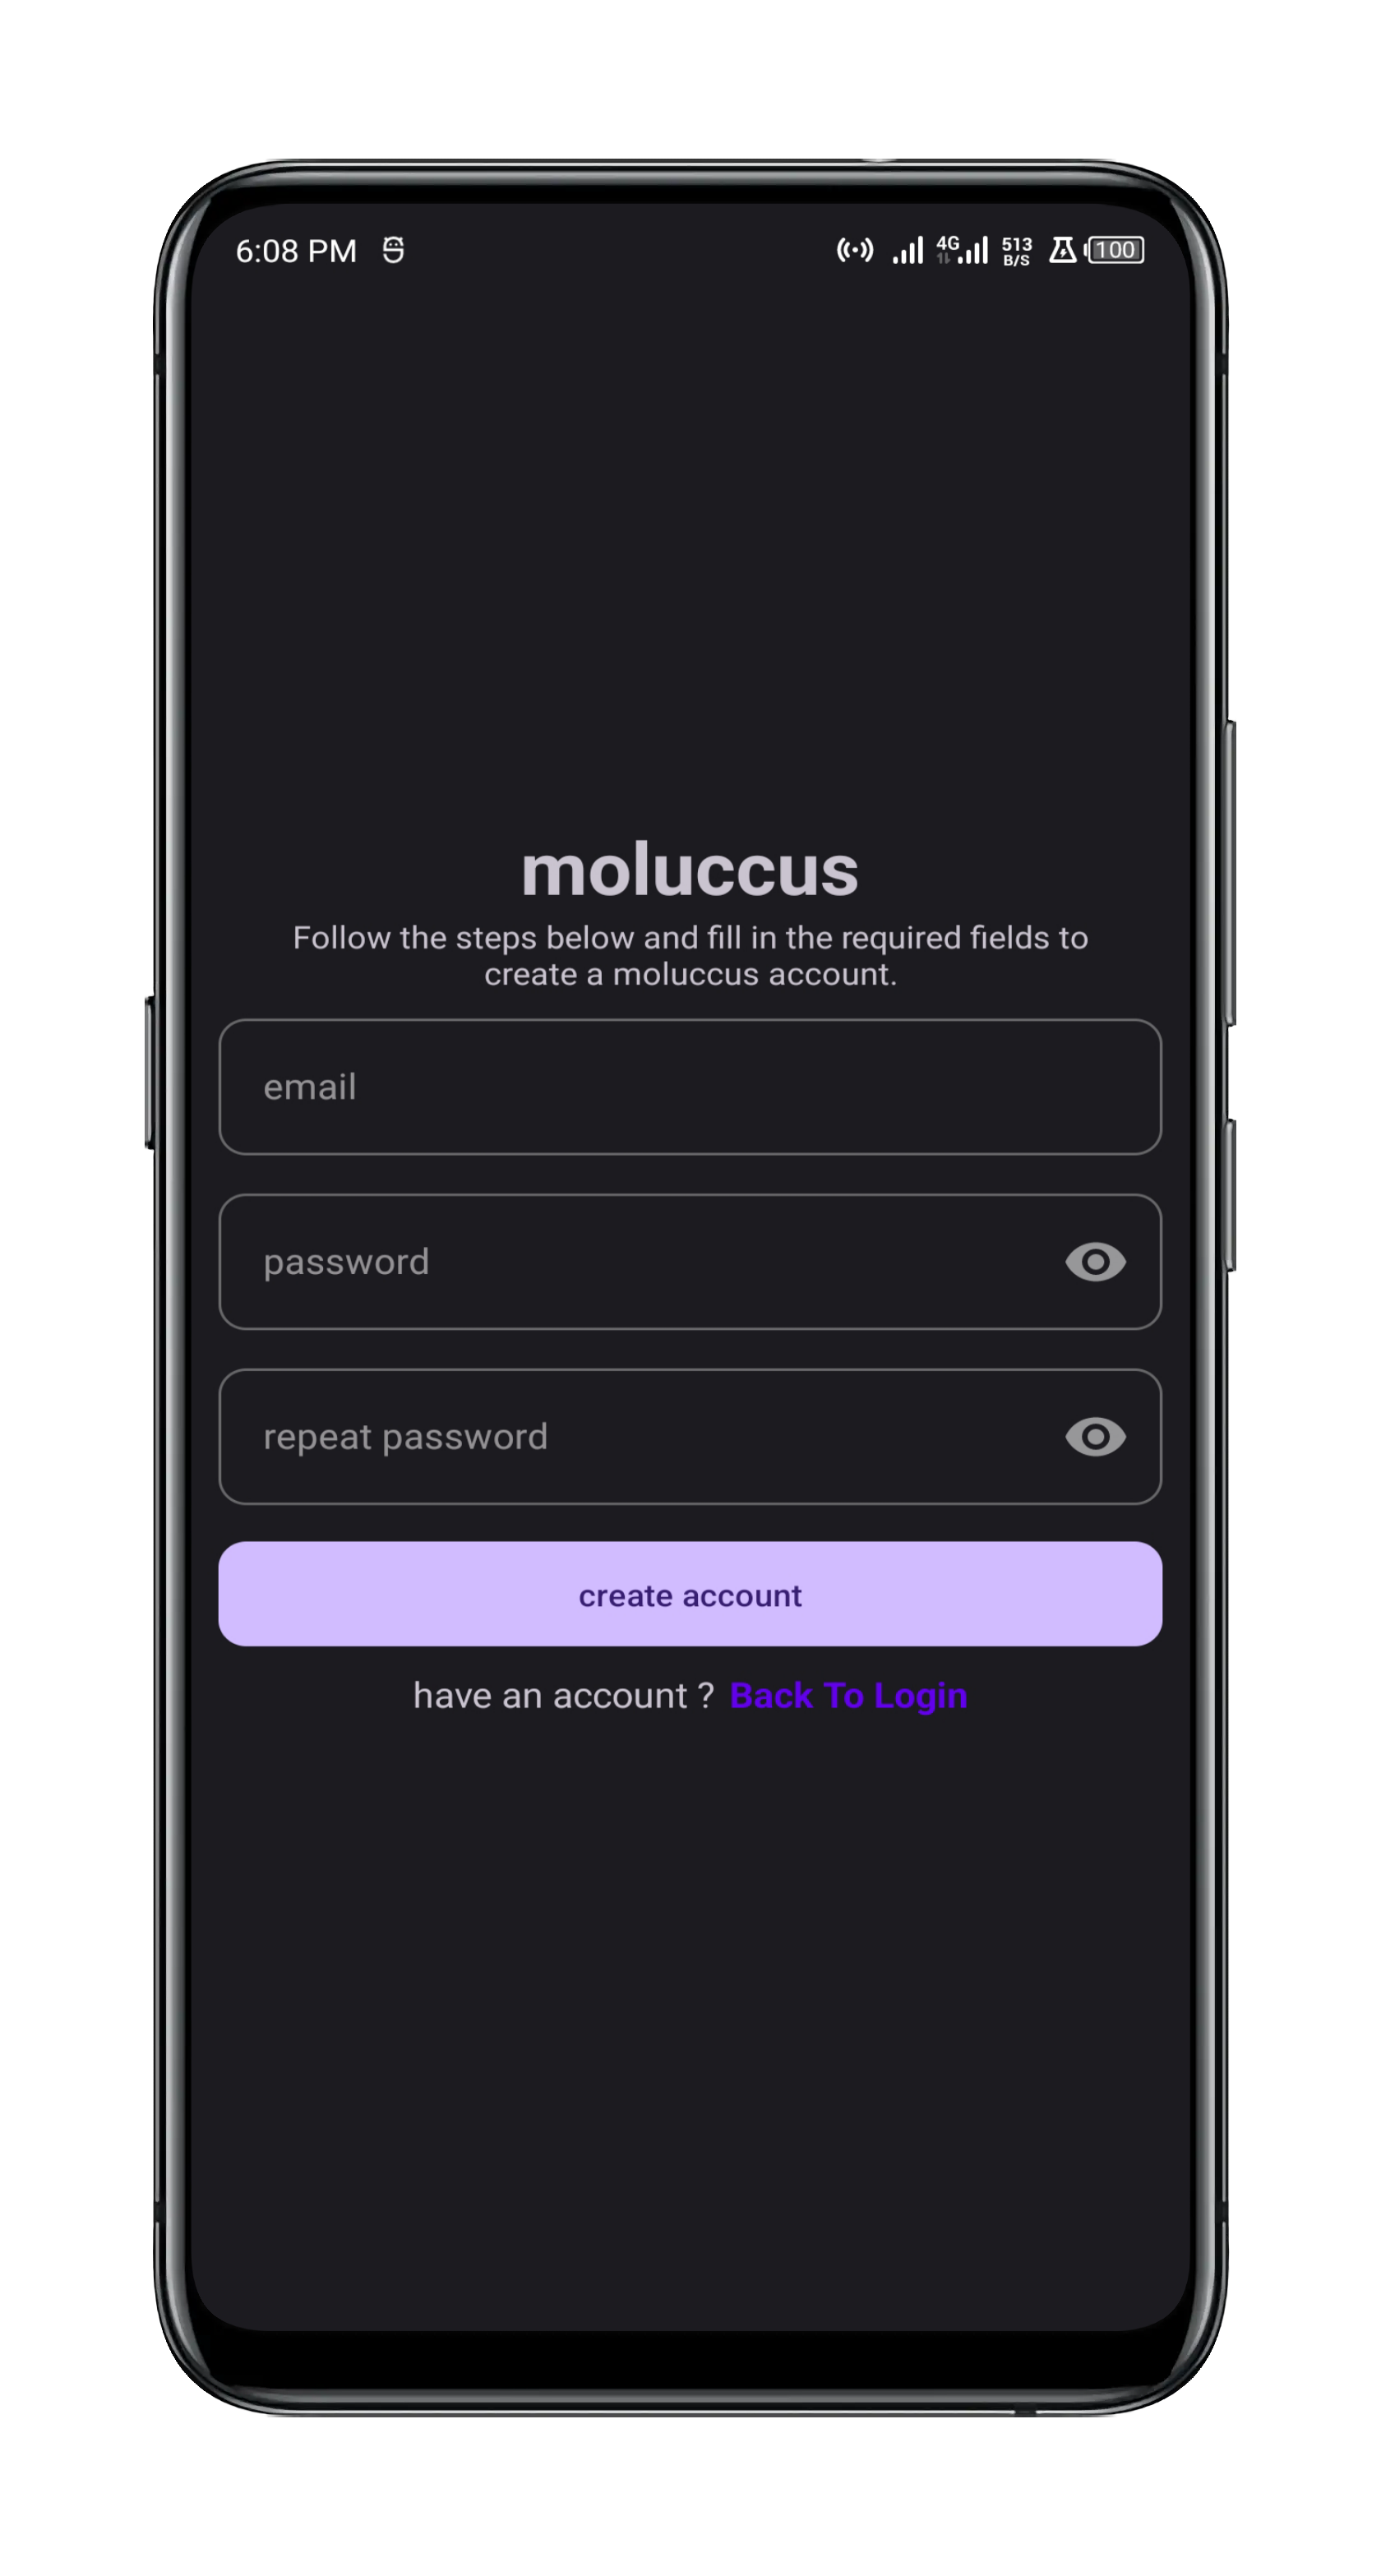 6:08 PM 4G 513 B/S 100
moluccus
Follow the steps below and fill in the required fields to
create a moluccus account.
email
password
repeat password
create account
have an account ? Back To Login